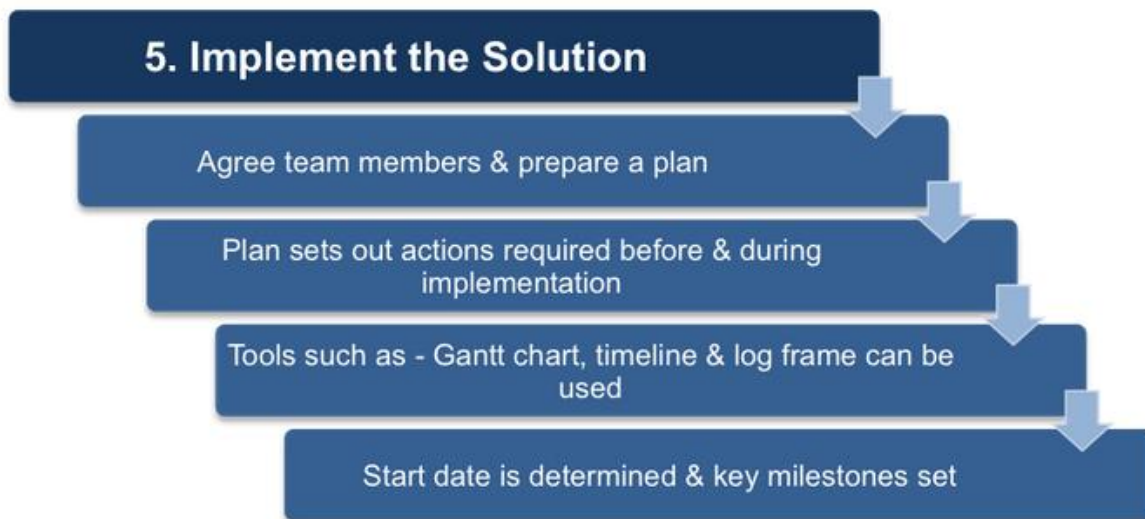 5. Implement the Solution
Agree team members & prepare a plan
Plan sets out actions required before & during
implementation
Tools such as - Gantt chart, timeline & log frame can be
used
Start date is determined & key milestones set